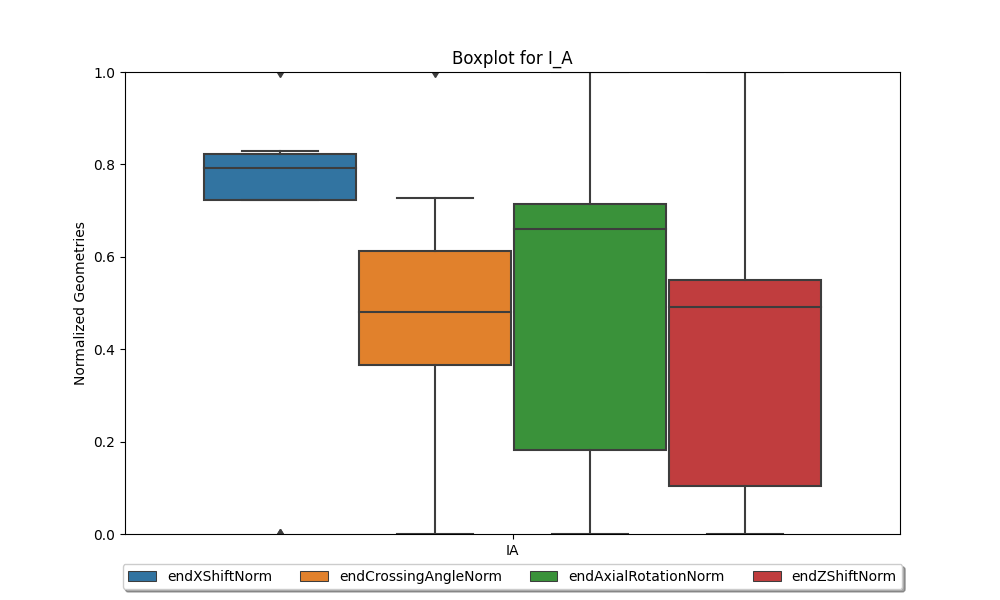 Boxplot for I_A
1.0
0.8
0.6
0.4
0.2
0.0
Normalized Geometries
IA
endXShiftNorm endCrossingAngleNorm endAxialRotationNorm endZShiftNorm